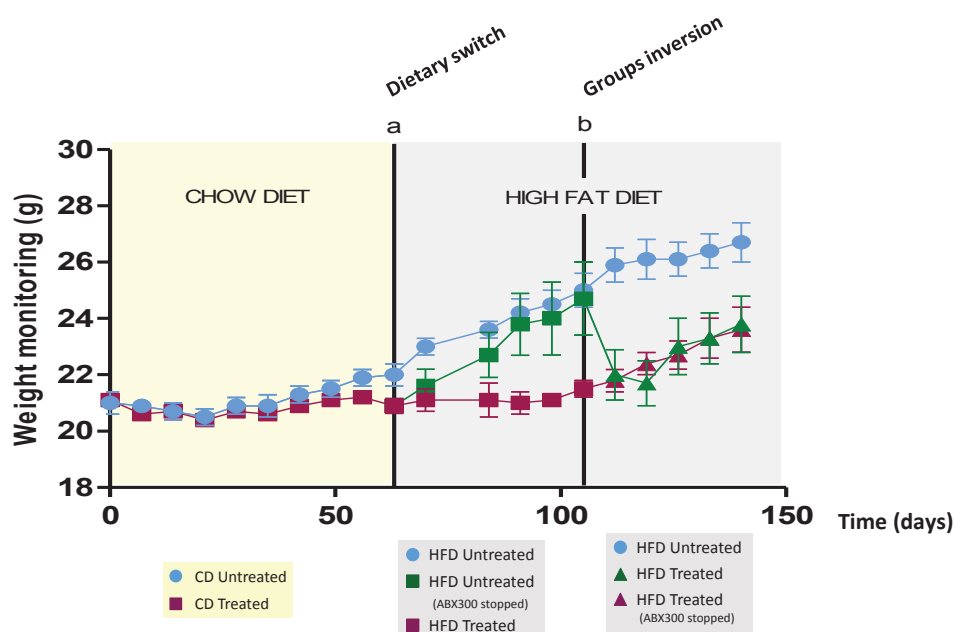 Dietary switch
Groups inversion
a
b
30
28
26
24
22
20
18
Weight monitoring (g)
CHOW DIET
HIGH FAT DIET
0
50
100
150
Time (days)
CD Untreated
CD Treated
HFD Untreated
HFD Untreated
(ABX300 stopped)
HFD Treated
HFD Untreated
HFD Treated
HFD Treated
(ABX300 stopped)